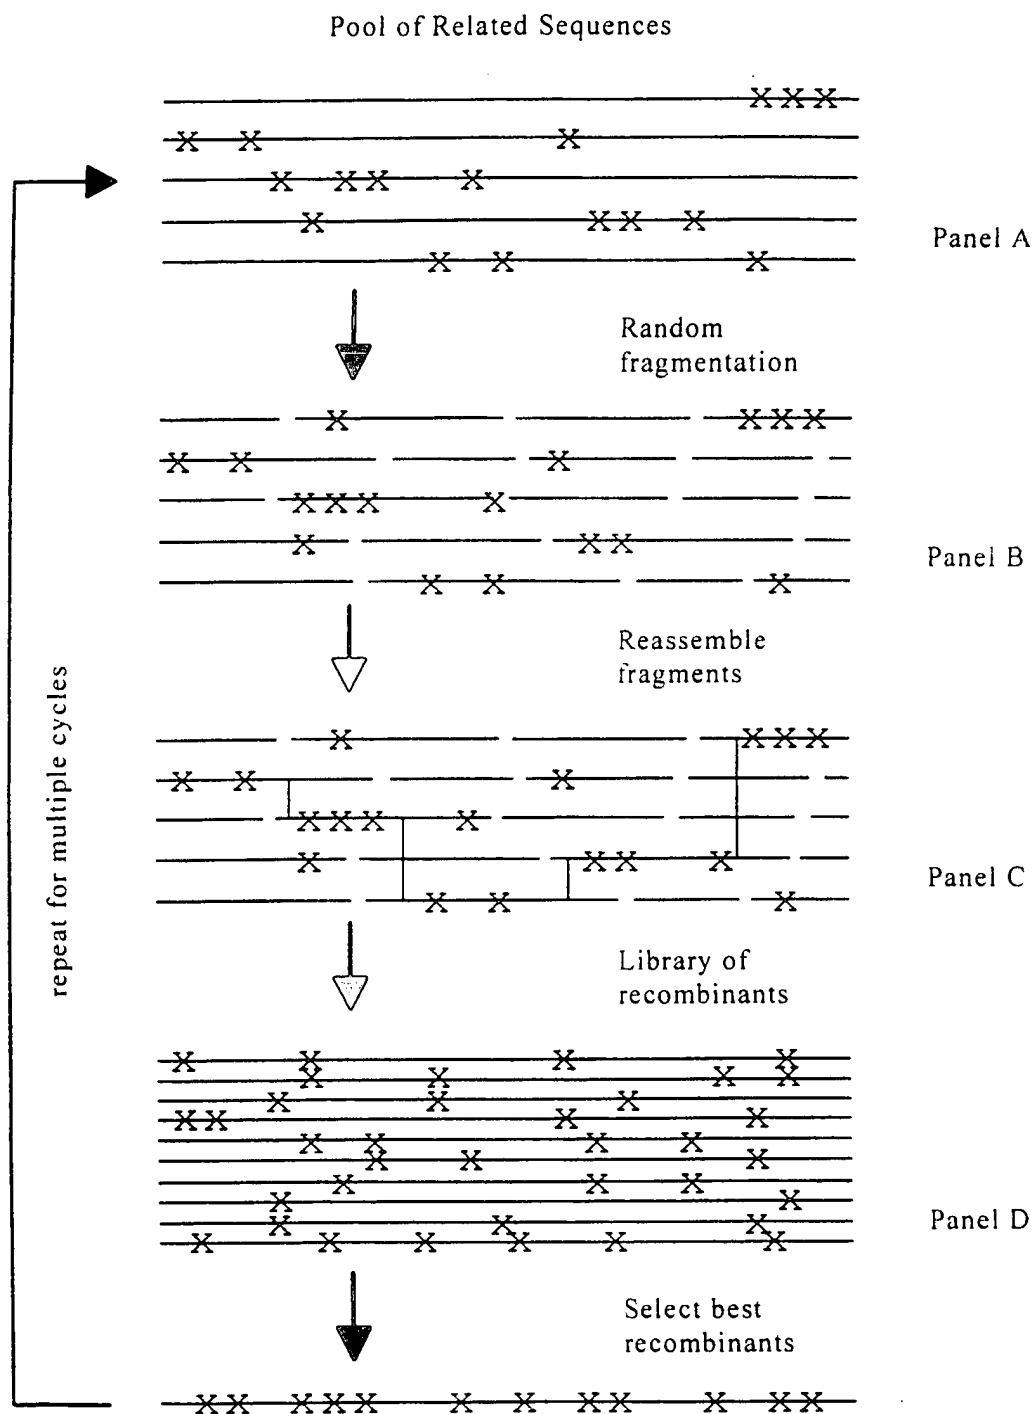 Pool of Related Sequences
Panel A
Random
fragmentation
Panel B
Reassemble
fragments
repeat for multiple cycles
Panel C
Library of
recombinants
Panel D
Select best
recombinants